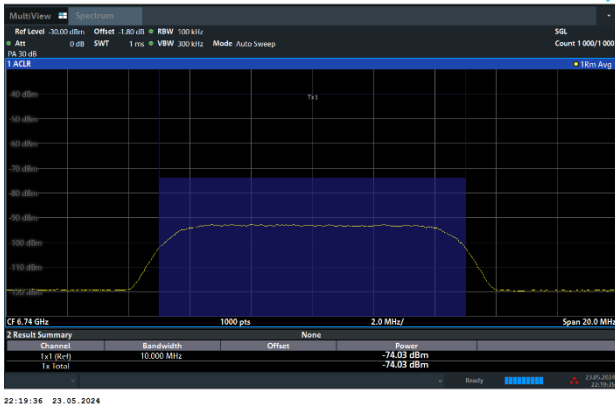 MultiView Spectrum
Ref Level -30.00 dBm Offset -1.80 dB RBW 100 kHz SGL
Att 0 dB SWT 1 ms VBW 300 kHz Mode Auto Sweep Count 1000/1000
PA 30 dB
1 ACLR 1Rm Avg
-40 dBm
Tx1
-50 dBm
-60 dBm
-70 dBm
-80 dBm
-90 dBm
-100 dBm
-110 dBm
-120 dBm
CF 6.74 GHz 1000 pts 2.0 MHz/ Span 20.0 MHz
2 Result Summary None
Channel Bandwidth Offset Power
Tx1 (Ref) 10.000 MHz -74.03 dBm
Tx Total -74.03 dBm
Ready 23.05.2024
22:19:35
22:19:36 23.05.2024